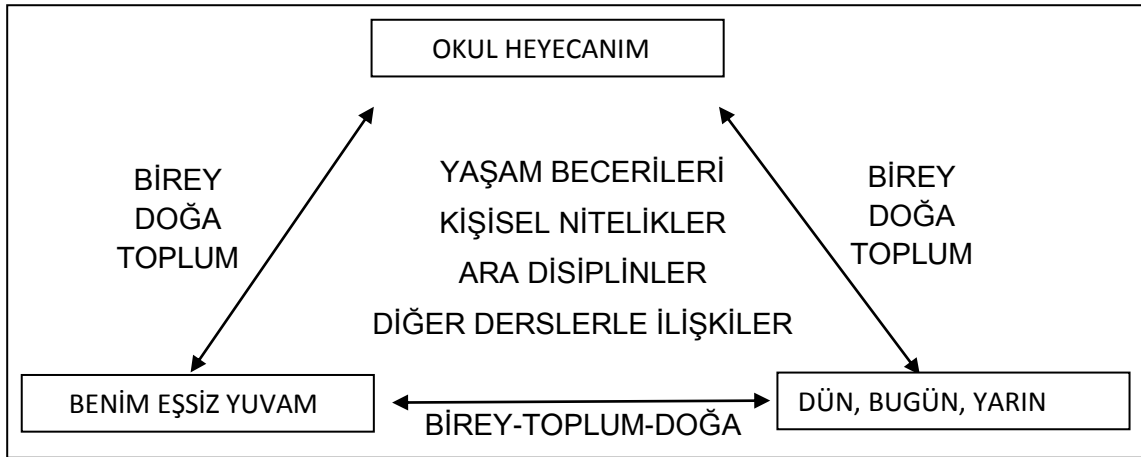 OKUL HEYECANIM
BİREY
DOĞA
TOPLUM
YAŞAM BECERİLERİ
KİŞİSEL NİTELİKLER
ARA DİSİPLİNLER
DİĞER DERSLERLE İLİŞKİLER
BİREY
DOĞA
TOPLUM
BENİM EŞSİZ YUVAM
BİREY-TOPLUM-DOĞA
DÜN, BUGÜN, YARIN